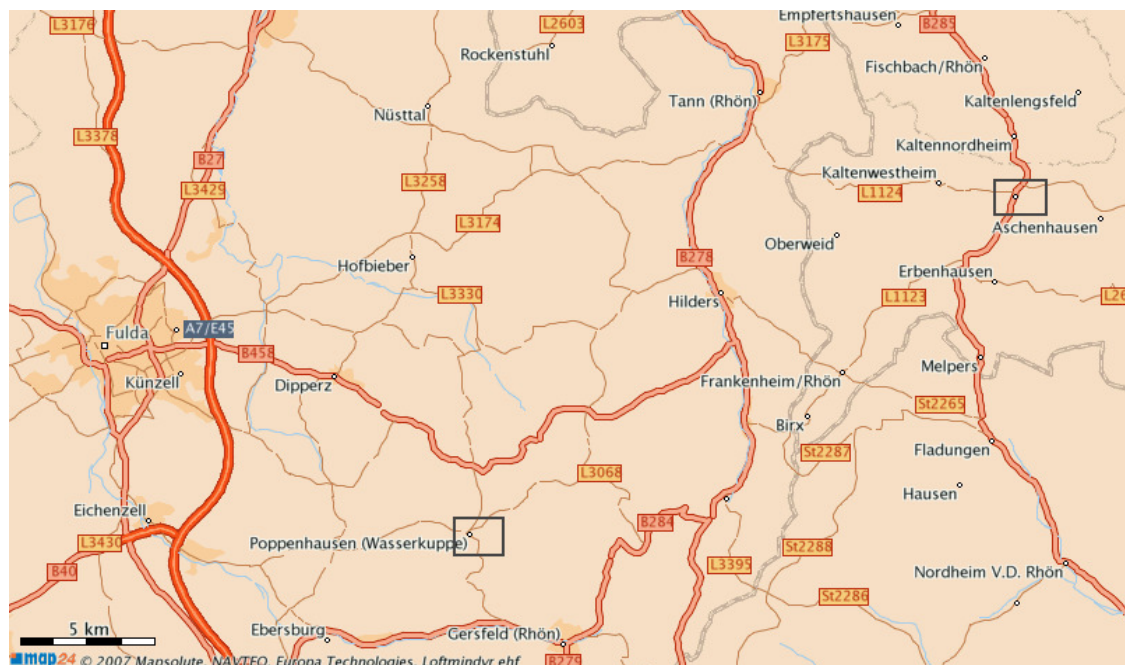 L3176
L2603
Empfertshausen
B285
L3175
Rockenstuhl
Fischbach/Rhön
Tann (Rhön)
Kaltenlengsfeld
Nüsttal
L3378
Kaltennordheim
B27
L3429
L3258
Kaltenwestheim
L1124
L3174
Aschenhausen
Oberweid
B278
Hofbieber
Erbenhausen
L3330
Hilders
L1123
Fulda
A7/E45
B458
Melpers
Künzell
Dipperz
Frankenheim/Rhön
St2265
Birx
Fladungen
St2287
L3068
Hausen
Eichenzell
B284
L3430
Poppenhausen (Wasserkuppe)
St2288
L3395
B40
Nordheim V.D. Rhön
St2286
5 km
Ebersburg
Gersfeld (Rhön)
B279
map24 © 2007 Mapsolute, NAVTEQ, Europa Technologies, Loftmindyr ehf